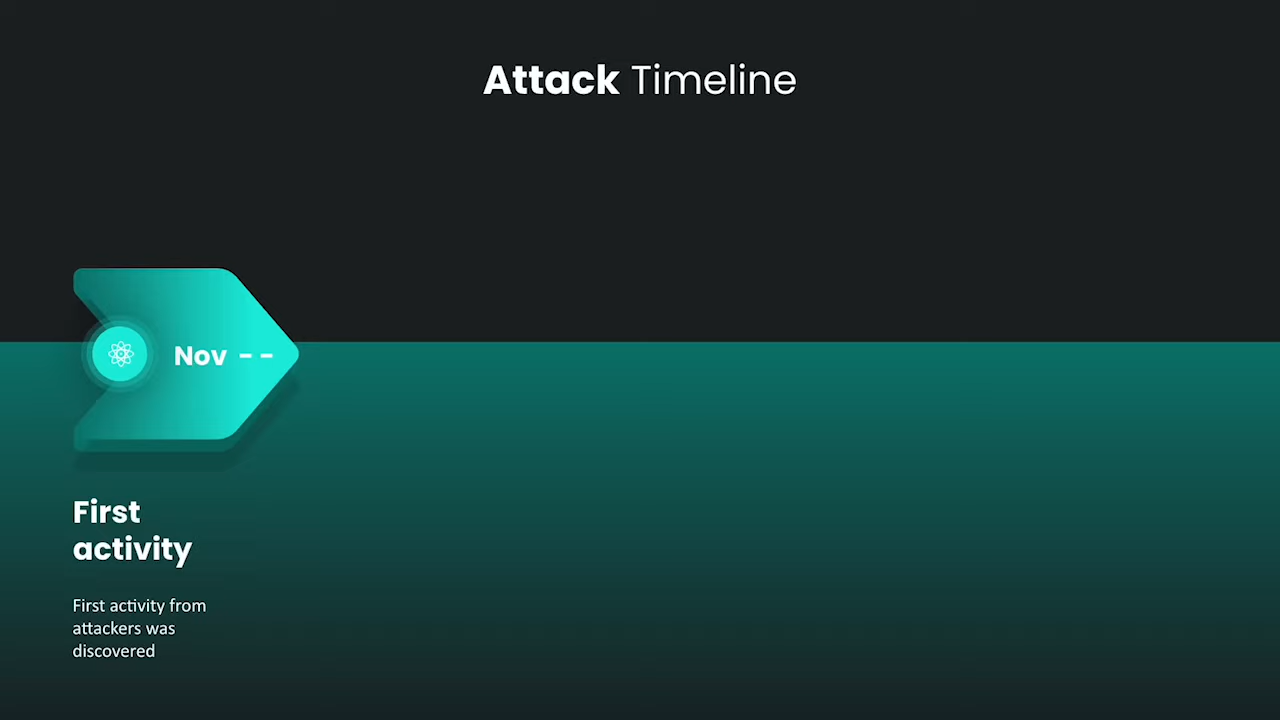 Attack Timeline
Nov - -
First
activity
First activity from
attackers was
discovered